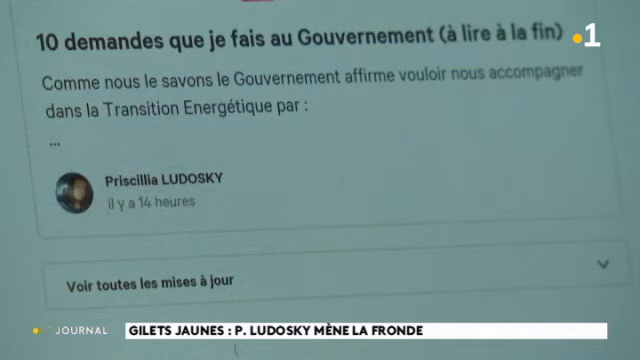 10 demandes que je fais au Gouvernement (à lire à la fin)
1
Comme nous le savons le Gouvernement affirme vouloir nous accompagner
dans la Transition Energétique par :
...
Priscillia LUDOSKY
il y a 14 heures
Voir toutes les mises à jour
JOURNAL
GILETS JAUNES : P. LUDOSKY MÈNE LA FRONDE